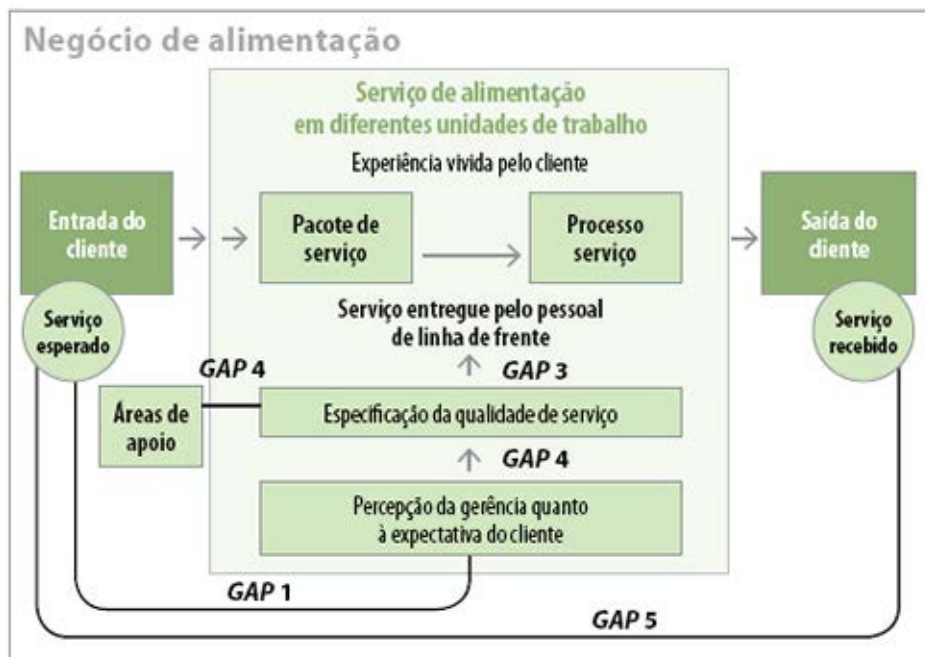 Negócio de alimentação
Serviço de alimentação
em diferentes unidades de trabalho
Experiência vivida pelo cliente
Entrada do
cliente
Pacote de
serviço
Processo
serviço
Saída do
cliente
Serviço
esperado
Serviço entregue pelo pessoal
de linha de frente
Serviço
recebido
GAP 4
GAP 3
Áreas de
apoio
Especificação da qualidade de serviço
GAP 4
Percepção da gerência quanto
à expectativa do cliente
GAP 1
GAP 5